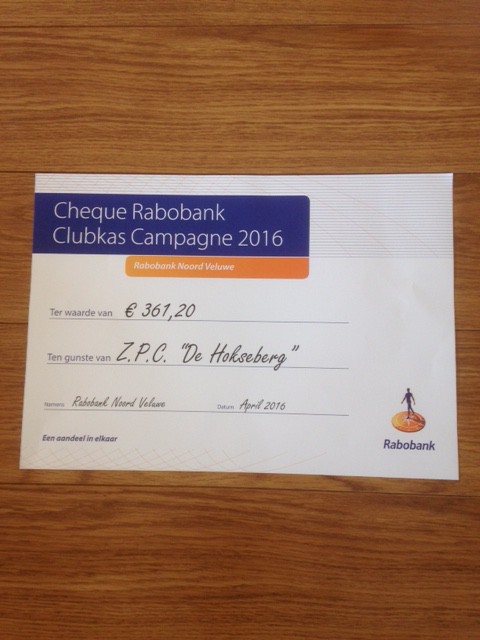 Cheque Rabobank
Clubkas Campagne 2016
Rabobank Noord Veluwe
Ter waarde van € 361,20
Ten gunste van Z.P.C. "De Hokseberg"
Namens Rabobank Noord Veluwe Datum April 2016
Een aandeel in elkaar
Rabobank